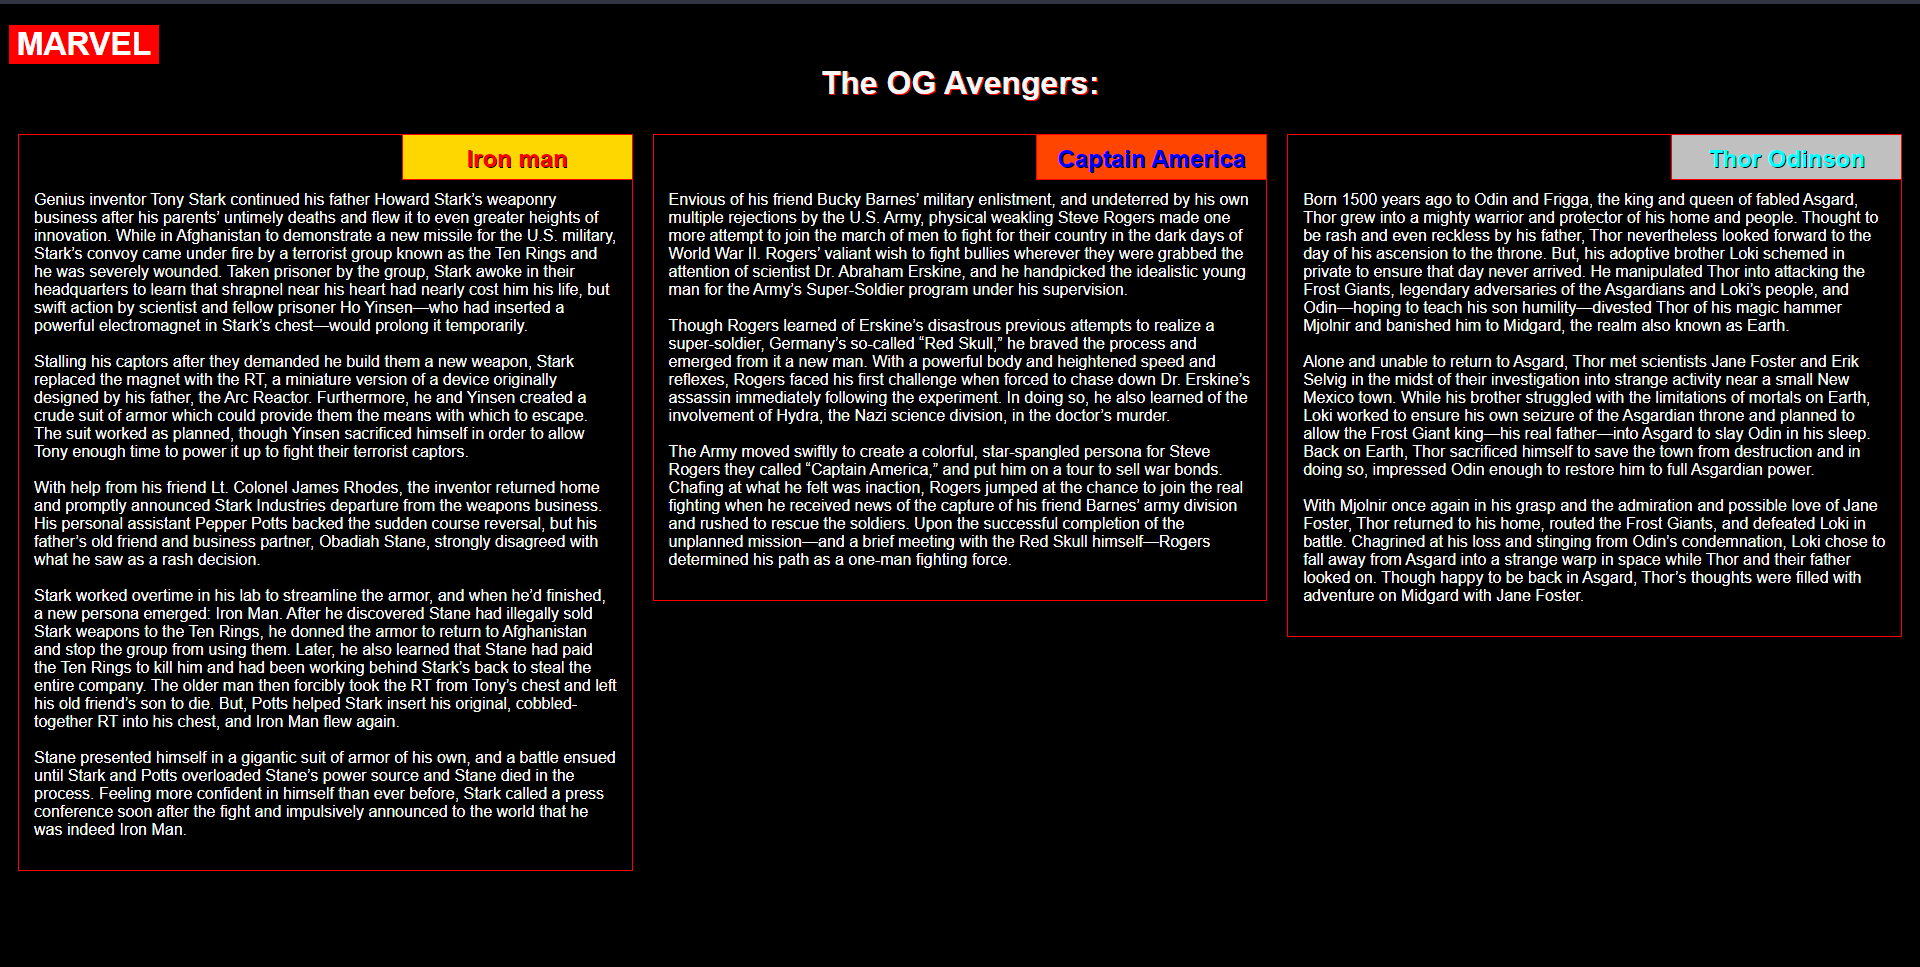 MARVEL
The OG Avengers:
Iron man
Genius inventor Tony Stark continued his father Howard Stark’s weaponry
business after his parents’ untimely deaths and flew it to even greater heights of
innovation. While in Afghanistan to demonstrate a new missile for the U.S. military,
Stark’s convoy came under fire by a terrorist group known as the Ten Rings and
he was severely wounded. Taken prisoner by the group, Stark awoke in their
headquarters to learn that shrapnel near his heart had nearly cost him his life, but
swift action by scientist and fellow prisoner Ho Yinsen—who had inserted a
powerful electromagnet in Stark’s chest—would prolong it temporarily.
Stalling his captors after they demanded he build them a new weapon, Stark
replaced the magnet with the RT, a miniature version of a device originally
designed by his father, the Arc Reactor. Furthermore, he and Yinsen created a
crude suit of armor which could provide them the means with which to escape.
The suit worked as planned, though Yinsen sacrificed himself in order to allow
Tony enough time to power it up to fight their terrorist captors.
With help from his friend Lt. Colonel James Rhodes, the inventor returned home
and promptly announced Stark Industries departure from the weapons business.
His personal assistant Pepper Potts backed the sudden course reversal, but his
father’s old friend and business partner, Obadiah Stane, strongly disagreed with
what he saw as a rash decision.
Stark worked overtime in his lab to streamline the armor, and when he’d finished,
a new persona emerged: Iron Man. After he discovered Stane had illegally sold
Stark weapons to the Ten Rings, he donned the armor to return to Afghanistan
and stop the group from using them. Later, he also learned that Stane had paid
the Ten Rings to kill him and had been working behind Stark’s back to steal the
entire company. The older man then forcibly took the RT from Tony’s chest and left
his old friend’s son to die. But, Potts helped Stark insert his original, cobbled-
together RT into his chest, and Iron Man flew again.
Stane presented himself in a gigantic suit of armor of his own, and a battle ensued
until Stark and Potts overloaded Stane’s power source and Stane died in the
process. Feeling more confident in himself than ever before, Stark called a press
conference soon after the fight and impulsively announced to the world that he
was indeed Iron Man.
Captain America
Envious of his friend Bucky Barnes’ military enlistment, and undeterred by his own
multiple rejections by the U.S. Army, physical weakling Steve Rogers made one
more attempt to join the march of men to fight for their country in the dark days of
World War II. Rogers’ valiant wish to fight bullies wherever they were grabbed the
attention of scientist Dr. Abraham Erskine, and he handpicked the idealistic young
man for the Army’s Super-Soldier program under his supervision.
Though Rogers learned of Erskine’s disastrous previous attempts to realize a
super-soldier, Germany’s so-called “Red Skull,” he braved the process and
emerged from it a new man. With a powerful body and heightened speed and
reflexes, Rogers faced his first challenge when forced to chase down Dr. Erskine’s
assassin immediately following the experiment. In doing so, he also learned of the
involvement of Hydra, the Nazi science division, in the doctor’s murder.
The Army moved swiftly to create a colorful, star-spangled persona for Steve
Rogers they called “Captain America,” and put him on a tour to sell war bonds.
Chafing at what he felt was inaction, Rogers jumped at the chance to join the real
fighting when he received news of the capture of his friend Barnes’ army division
and rushed to rescue the soldiers. Upon the successful completion of the
unplanned mission—and a brief meeting with the Red Skull himself—Rogers
determined his path as a one-man fighting force.
Thor Odinson
Born 1500 years ago to Odin and Frigga, the king and queen of fabled Asgard,
Thor grew into a mighty warrior and protector of his home and people. Thought to
be rash and even reckless by his father, Thor nevertheless looked forward to the
day of his ascension to the throne. But, his adoptive brother Loki schemed in
private to ensure that day never arrived. He manipulated Thor into attacking the
Frost Giants, legendary adversaries of the Asgardians and Loki’s people, and
Odin—hoping to teach his son humility—divested Thor of his magic hammer
Mjolnir and banished him to Midgard, the realm also known as Earth.
Alone and unable to return to Asgard, Thor met scientists Jane Foster and Erik
Selvig in the midst of their investigation into strange activity near a small New
Mexico town. While his brother struggled with the limitations of mortals on Earth,
Loki worked to ensure his own seizure of the Asgardian throne and planned to
allow the Frost Giant king—his real father—into Asgard to slay Odin in his sleep.
Back on Earth, Thor sacrificed himself to save the town from destruction and in
doing so, impressed Odin enough to restore him to full Asgardian power.
With Mjolnir once again in his grasp and the admiration and possible love of Jane
Foster, Thor returned to his home, routed the Frost Giants, and defeated Loki in
battle. Chagrined at his loss and stinging from Odin’s condemnation, Loki chose to
fall away from Asgard into a strange warp in space while Thor and their father
looked on. Though happy to be back in Asgard, Thor’s thoughts were filled with
adventure on Midgard with Jane Foster.